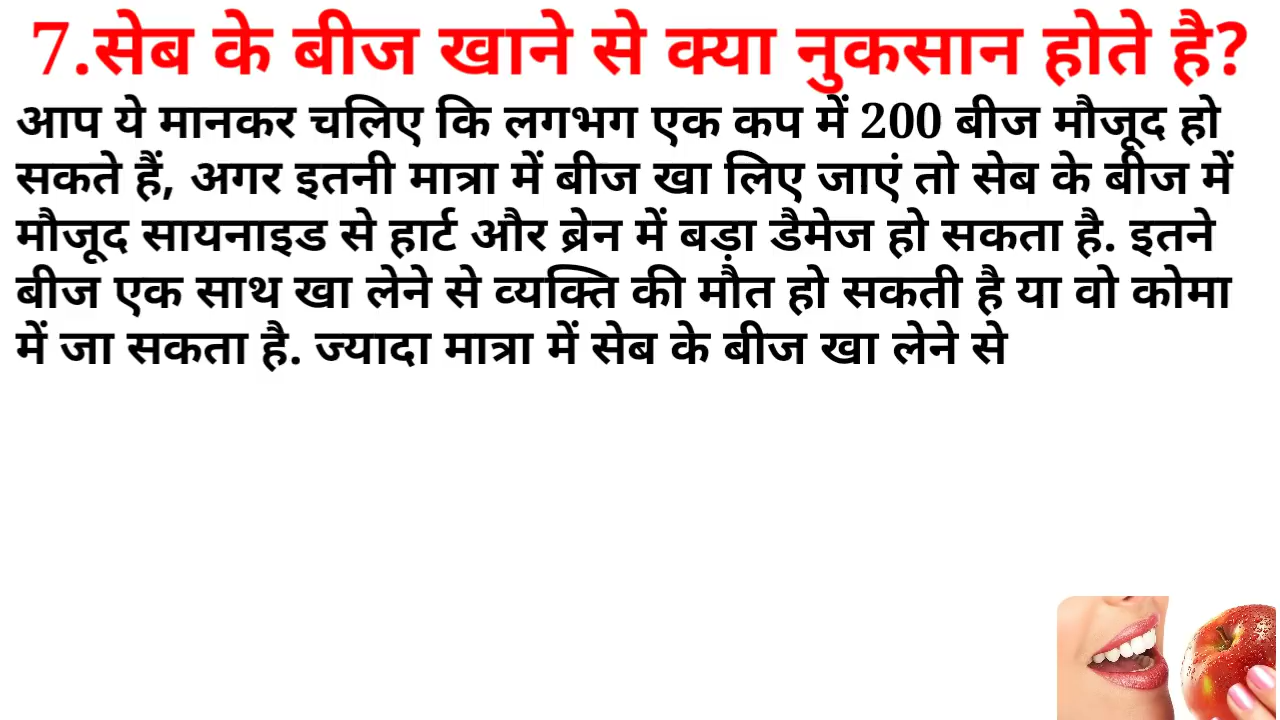 7.सेब के बीज खाने से क्या नुकसान होते है?
आप ये मानकर चलिए कि लगभग एक कप में 200 बीज मौजूद हो
सकते हैं, अगर इतनी मात्रा में बीज खा लिए जाएं तो सेब के बीज में
मौजूद सायनाइड से हार्ट और ब्रेन में बड़ा डैमेज हो सकता है. इतने
बीज एक साथ खा लेने से व्यक्ति की मौत हो सकती है या वो कोमा
में जा सकता है. ज्यादा मात्रा में सेब के बीज खा लेने से